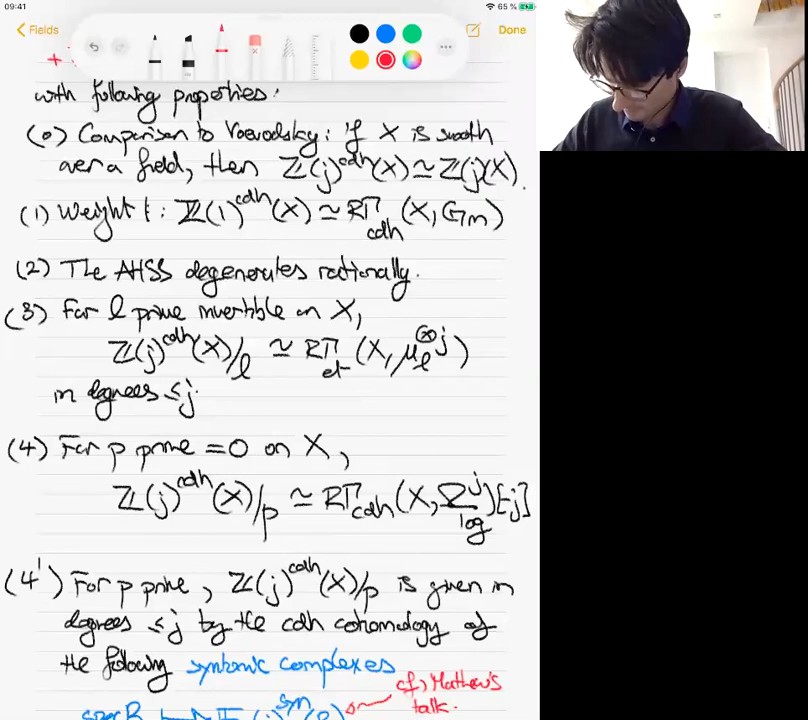 09:41
65 %
Fields
Done
with following properties:
(0) Comparison to Voevodsky: if X is smooth
over a field, then ℤ(j)^cdh(X) ≃ ℤ(j)(X).
(1) Weight 1: ℤ(1)^cdh(X) ≃ RΓ_cdh(X, 𝔾m)
(2) The AHSS degenerates rationally.
(3) For ℓ prime invertible on X,
ℤ(j)^cdh(X)/ℓ ≃ RΓ_et(X, μ_ℓ^⊗j)
in degrees ≤ j.
(4) For p prime = 0 on X,
ℤ(j)^cdh(X)/p ≃ RΓ_cdh(X, Ω^j_log)[-j]
(4') For p prime, ℤ(j)^cdh(X)/p is given in
degrees ≤ j by the cdh cohomology of
the following syntomic complexes
cf) Mathew's
talk.